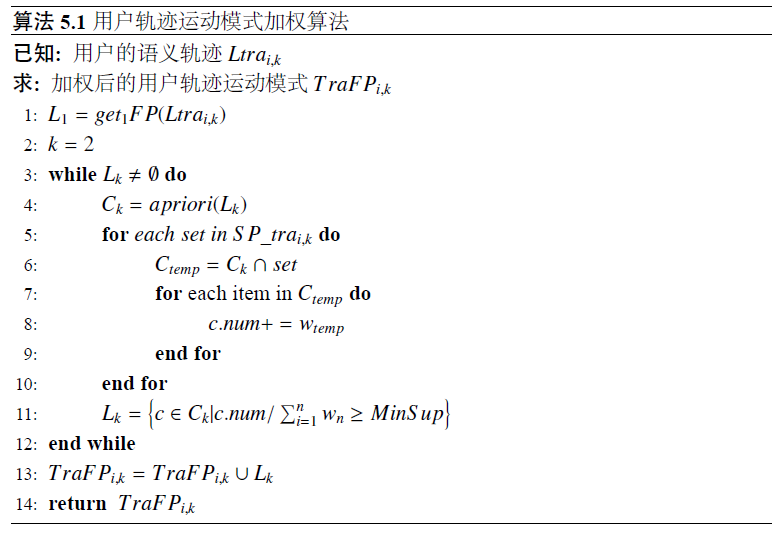 算法 5.1 用户轨迹运动模式加权算法
已知: 用户的语义轨迹 Ltra_{i,k}
求: 加权后的用户轨迹运动模式 TraFP_{i,k}
1: L_1 = get_1FP(Ltra_{i,k})
2: k = 2
3: while L_k ≠ ∅ do
4: C_k = apriori(L_k)
5: for each set in SP_tra_{i,k} do
6: C_{temp} = C_k ∩ set
7: for each item in C_{temp} do
8: c.num+ = w_{temp}
9: end for
10: end for
11: L_k = {c ∈ C_k|c.num/ ∑_{i=1}^{n} w_n ≥ MinSup}
12: end while
13: TraFP_{i,k} = TraFP_{i,k} ∪ L_k
14: return TraFP_{i,k}